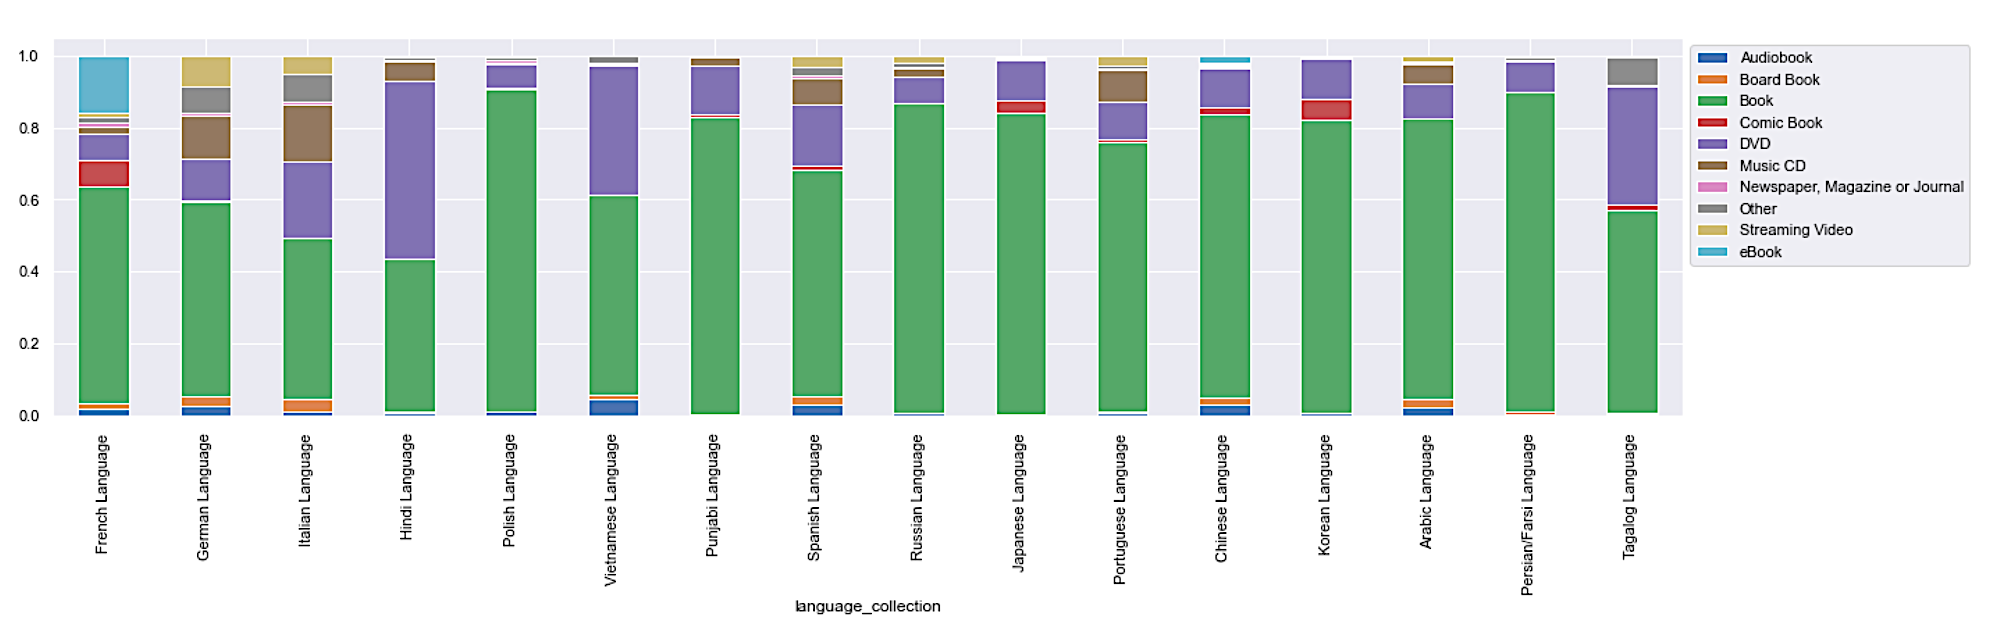 1.0
0.8
0.6
0.4
0.2
0.0
French Language
German Language
Italian Language
Hindi Language
Polish Language
Vietnamese Language
Punjabi Language
Spanish Language
Russian Language
Japanese Language
Portuguese Language
Chinese Language
Korean Language
Arabic Language
Persian/Farsi Language
Tagalog Language
language_collection
Audiobook
Board Book
Book
Comic Book
DVD
Music CD
Newspaper, Magazine or Journal
Other
Streaming Video
eBook